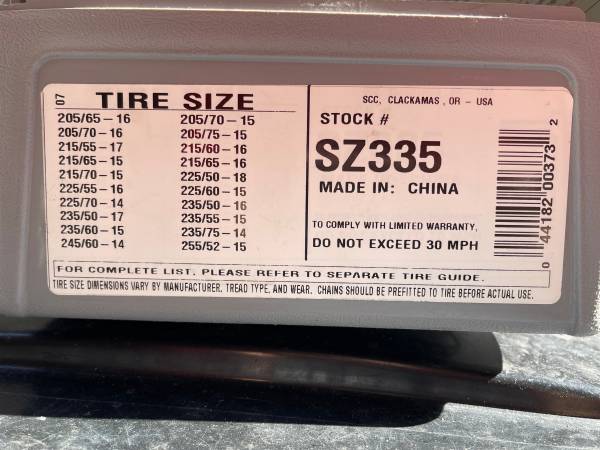 07
TIRE SIZE
205/65-16 205/70-15
205/70-16 205/75-15
215/55-17 215/60-16
215/65-15 215/65-16
215/70-15 225/50-18
225/55-16 225/60-15
225/70-14 235/50-16
235/50-17 235/55-15
235/60-15 235/75-14
245/60-14 255/52-15
SCC, CLACKAMAS, OR - USA
STOCK #
SZ335
MADE IN: CHINA
TO COMPLY WITH LIMITED WARRANTY,
DO NOT EXCEED 30 MPH
0 44182 00373 2
FOR COMPLETE LIST, PLEASE REFER TO SEPARATE TIRE GUIDE.
TIRE SIZE DIMENSIONS VARY BY MANUFACTURER, TREAD TYPE, AND WEAR. CHAINS SHOULD BE PREFITTED TO TIRE BEFORE ACTUAL USE.